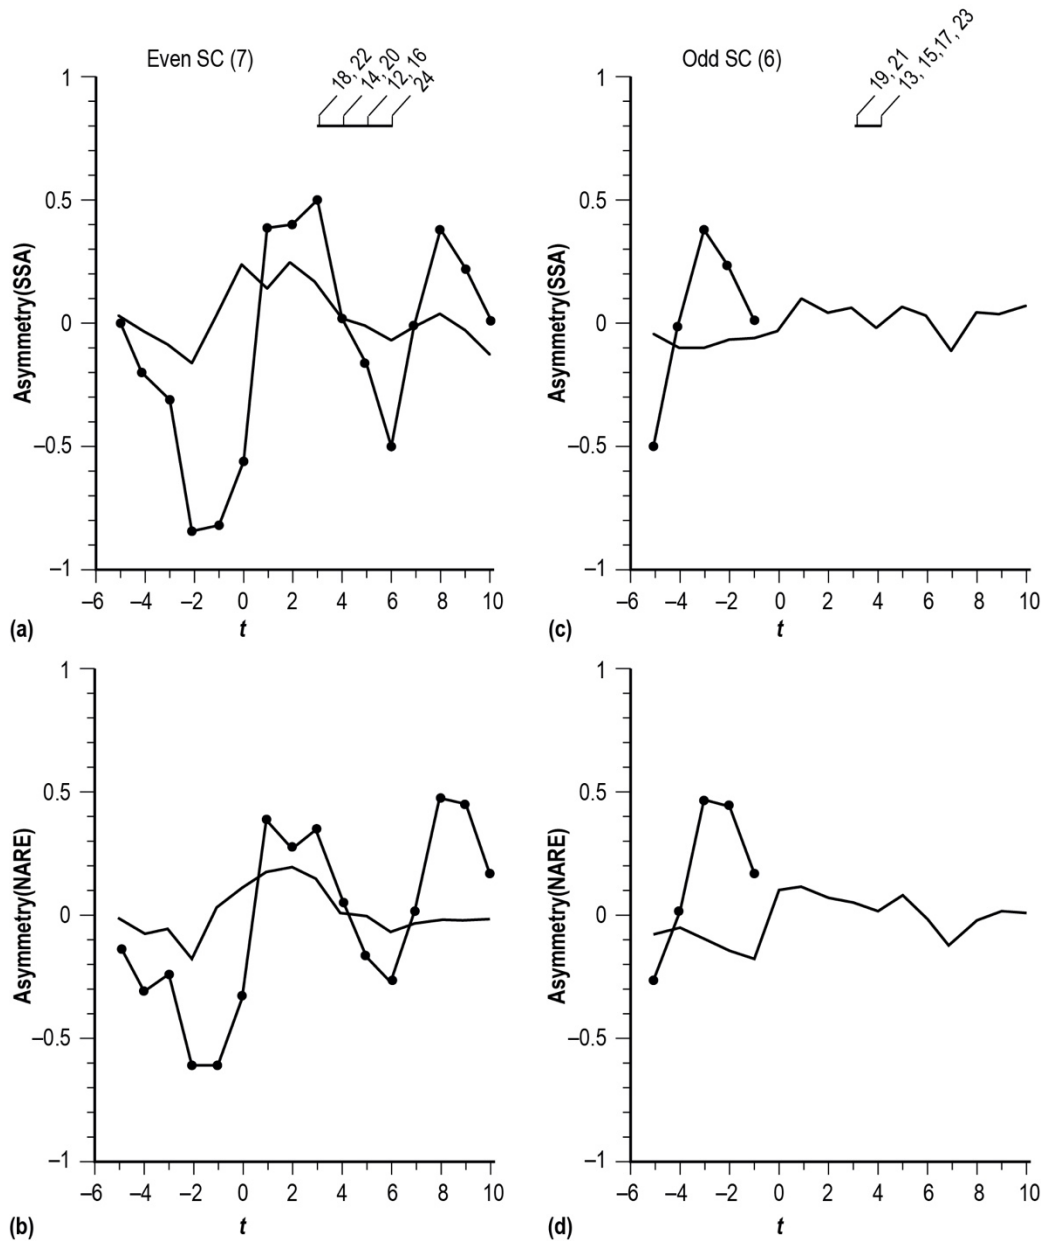 Even SC (7)
18, 22
14, 20
12, 16
24
1
0.5
0
–0.5
–1
Asymmetry(SSA)
–6 –4 –2 0 2 4 6 8 10
(a)
t
Odd SC (6)
19, 21
13, 15,17, 23
1
0.5
0
–0.5
–1
Asymmetry(SSA)
–6 –4 –2 0 2 4 6 8 10
(c)
t
1
0.5
0
–0.5
–1
Asymmetry(NARE)
–6 –4 –2 0 2 4 6 8 10
(b)
t
1
0.5
0
–0.5
–1
Asymmetry(NARE)
–6 –4 –2 0 2 4 6 8 10
(d)
t